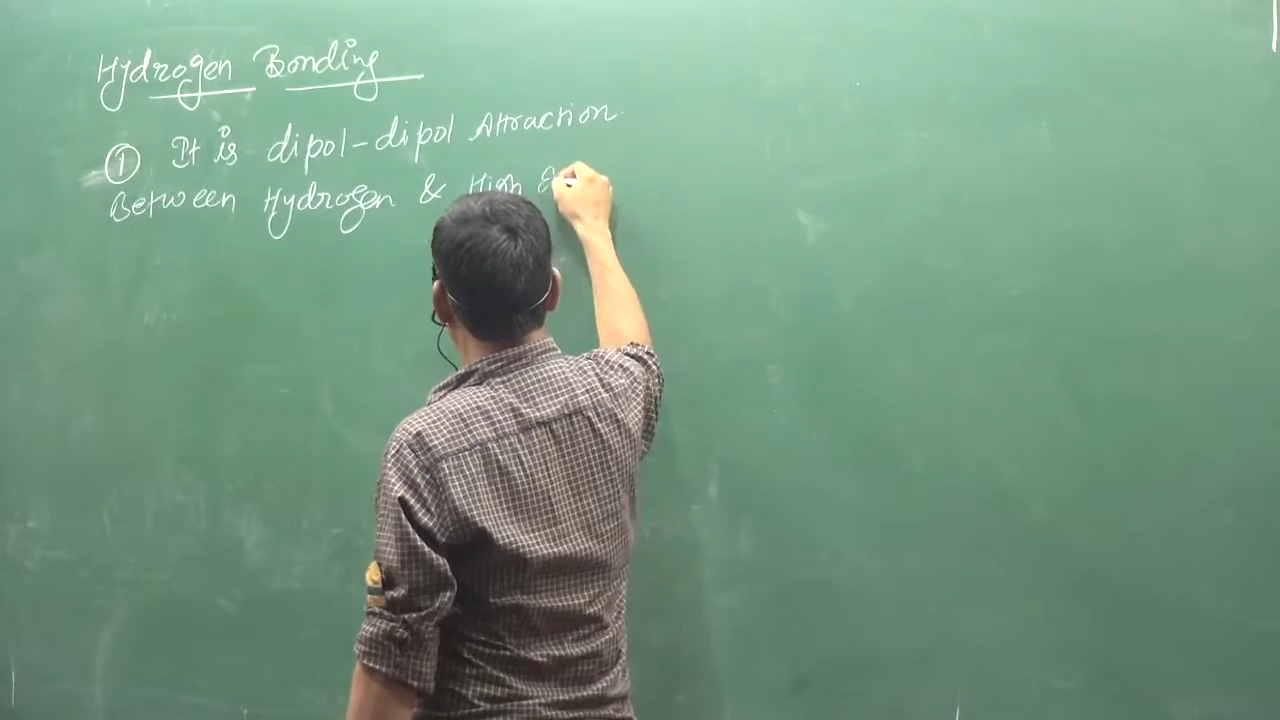 Hydrogen Bonding
① It is dipol-dipol Attraction.
Between Hydrogen & High